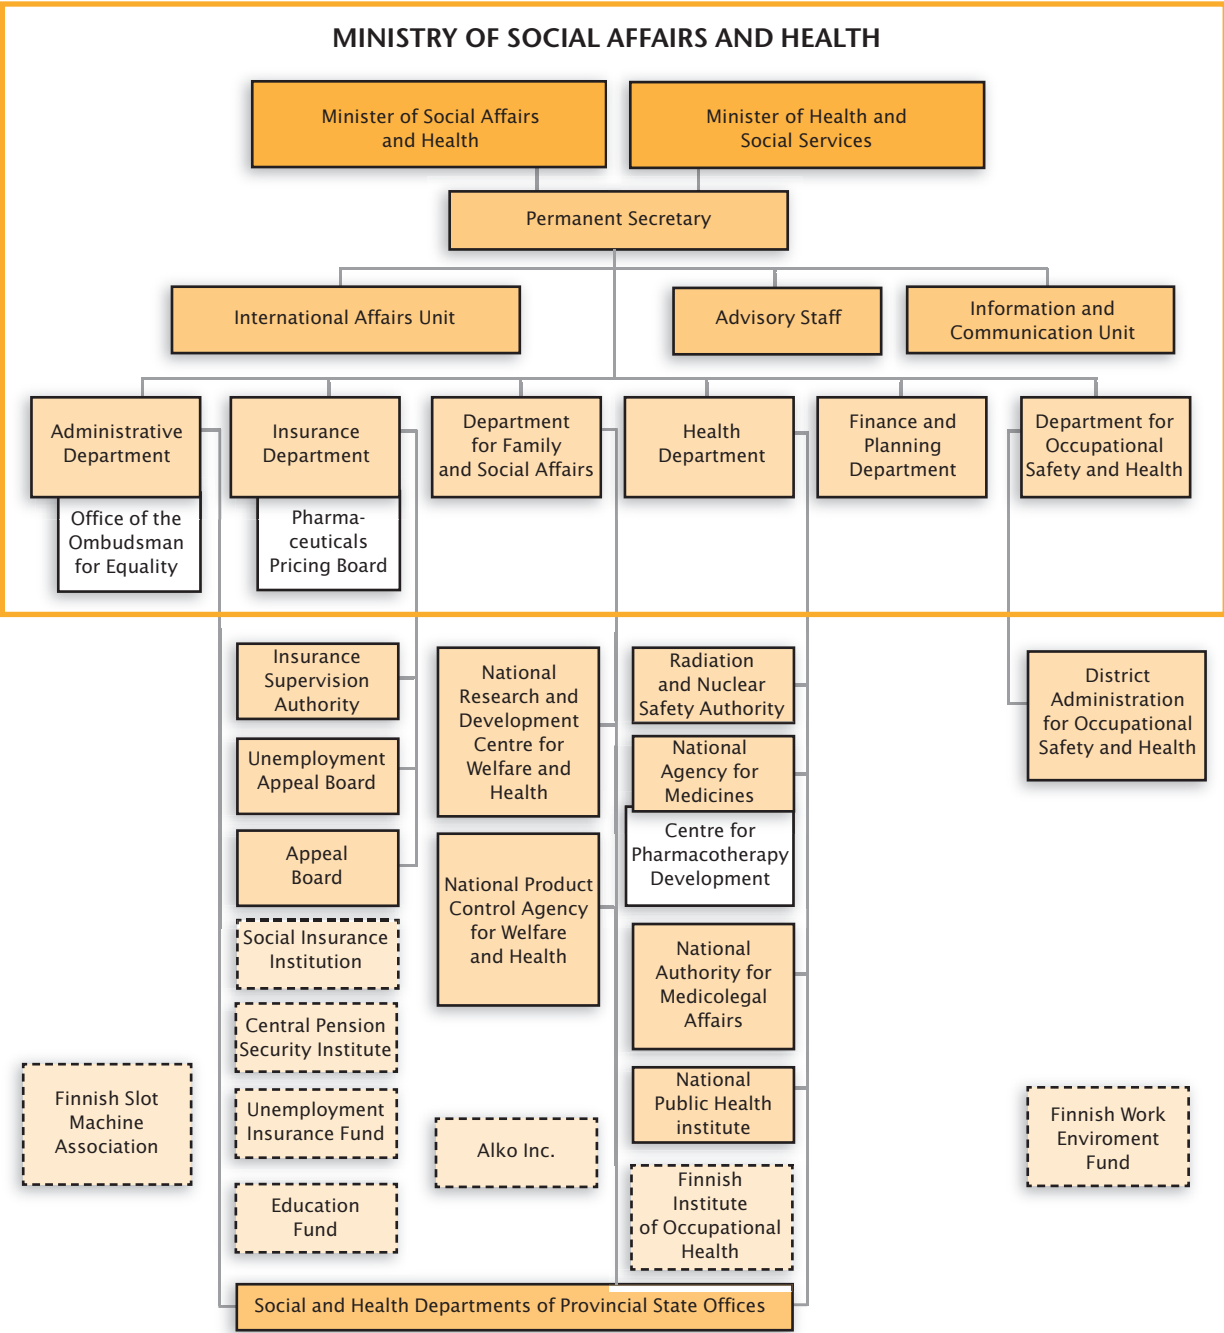 MINISTRY OF SOCIAL AFFAIRS AND HEALTH
Minister of Social Affairs
and Health
Minister of Health and
Social Services
Permanent Secretary
International Affairs Unit
Advisory Staff
Information and
Communication Unit
Administrative
Department
Insurance
Department
Department
for Family
and Social Affairs
Health
Department
Finance and
Planning
Department
Department for
Occupational
Safety and Health
Office of the
Ombudsman
for Equality
Pharma-
ceuticals
Pricing Board
Insurance
Supervision
Authority
Unemployment
Appeal Board
Appeal
Board
Social Insurance
Institution
Central Pension
Security Institute
Unemployment
Insurance Fund
Education
Fund
National
Research and
Development
Centre for
Welfare and
Health
National Product
Control Agency
for Welfare
and Health
Alko Inc.
Radiation
and Nuclear
Safety Authority
National
Agency for
Medicines
Centre for
Pharmacotherapy
Development
National
Authority for
Medicolegal
Affairs
National
Public Health
institute
Finnish
Institute
of Occupational
Health
District
Administration
for Occupational
Safety and Health
Finnish Slot
Machine
Association
Finnish Work
Enviroment
Fund
Social and Health Departments of Provincial State Offices